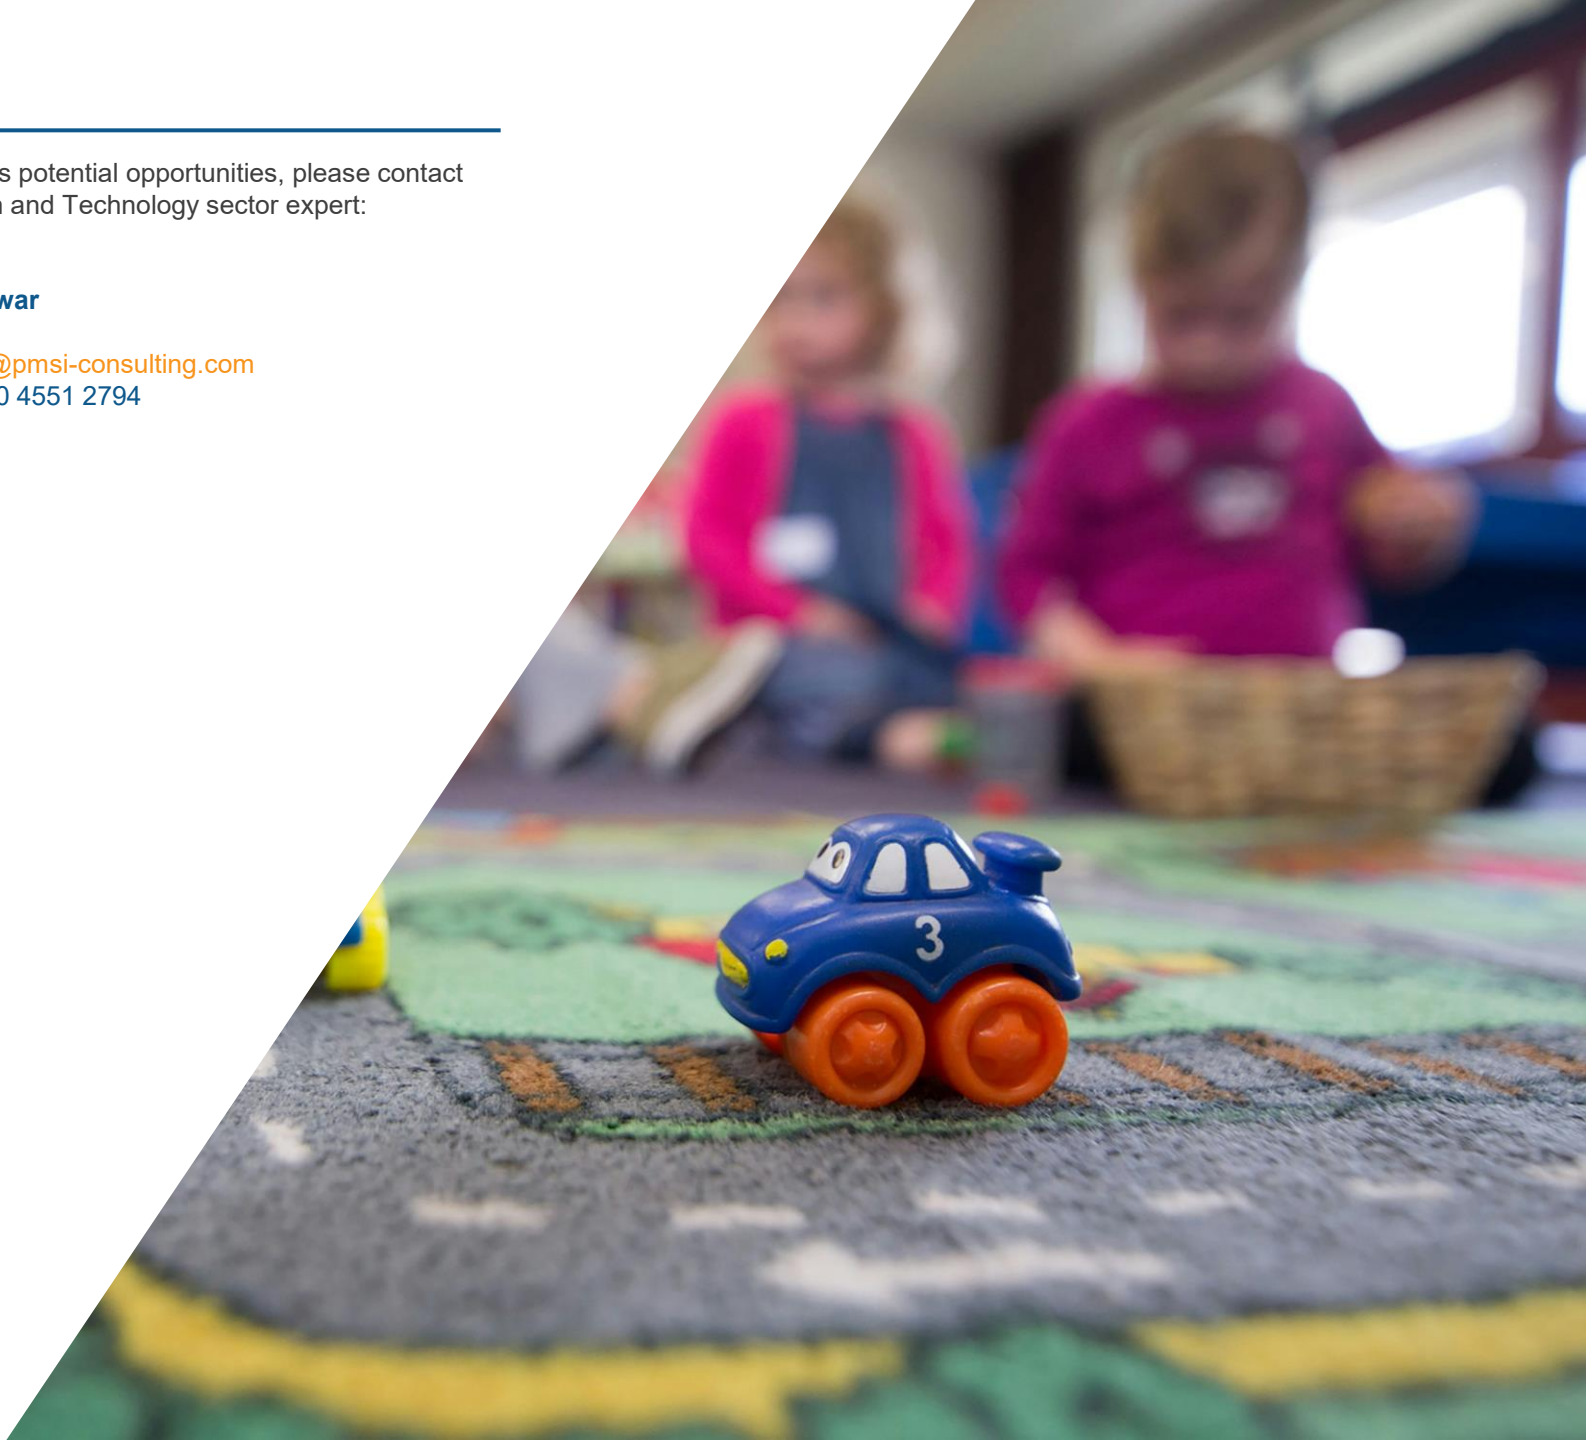 s potential opportunities, please contact
and Technology sector expert:
war
@pmsi-consulting.com
0 4551 2794
3